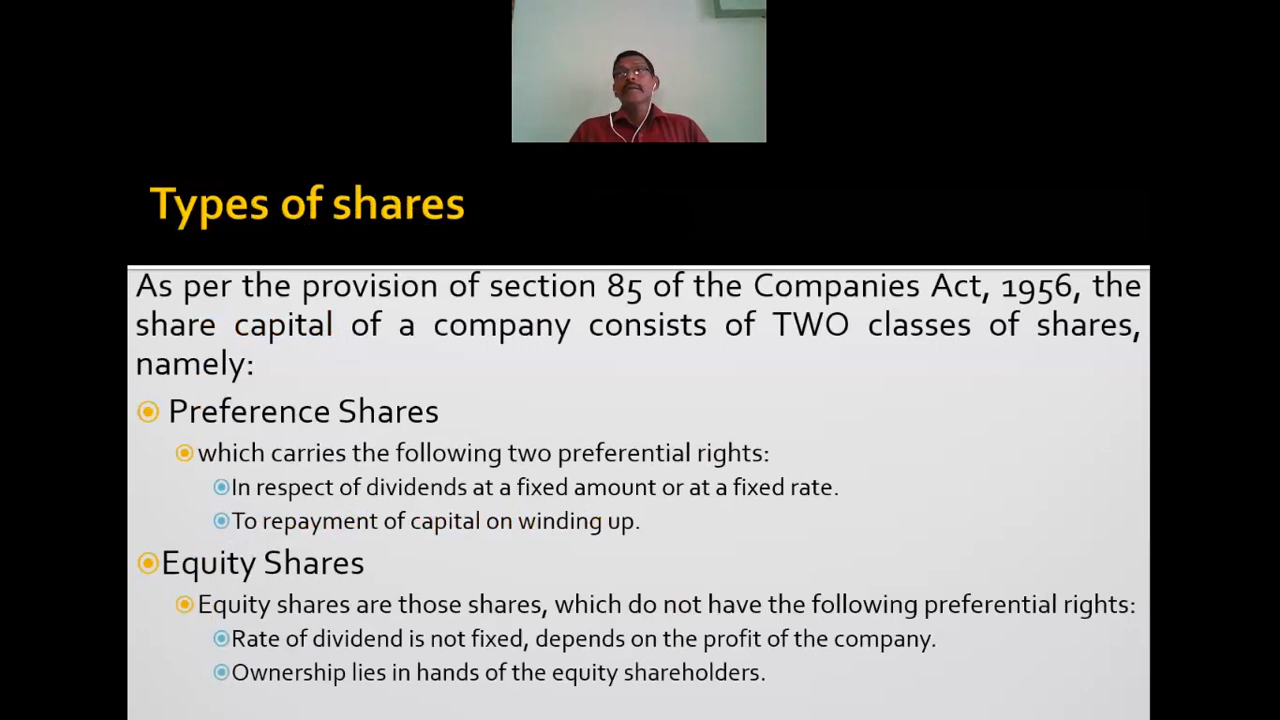 Types of shares
As per the provision of section 85 of the Companies Act, 1956, the
share capital of a company consists of TWO classes of shares,
namely:
Preference Shares
which carries the following two preferential rights:
In respect of dividends at a fixed amount or at a fixed rate.
To repayment of capital on winding up.
Equity Shares
Equity shares are those shares, which do not have the following preferential rights:
Rate of dividend is not fixed, depends on the profit of the company.
Ownership lies in hands of the equity shareholders.